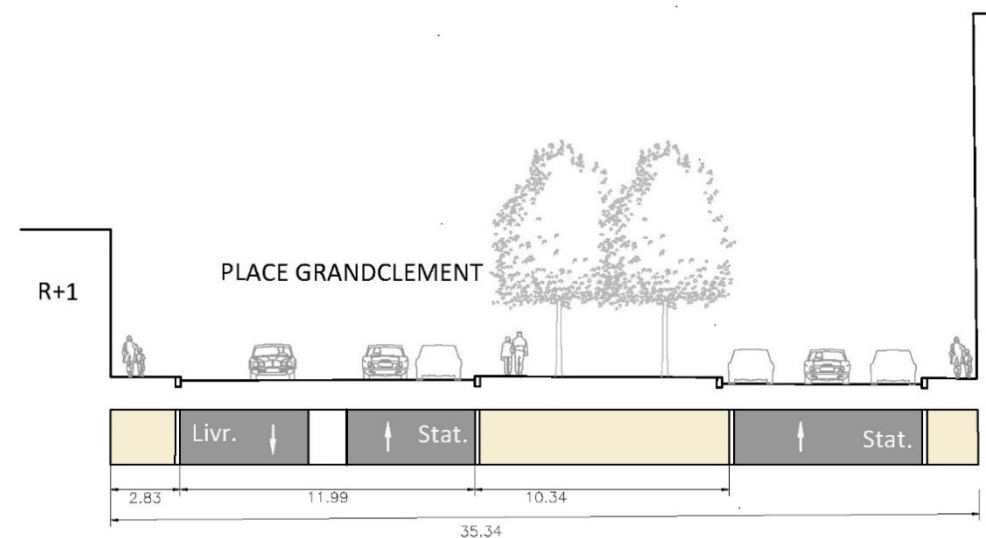 PLACE GRANDCLEMENT
R+1
Livr.
Stat.
Stat.
2.83
11.99
10.34
35.34